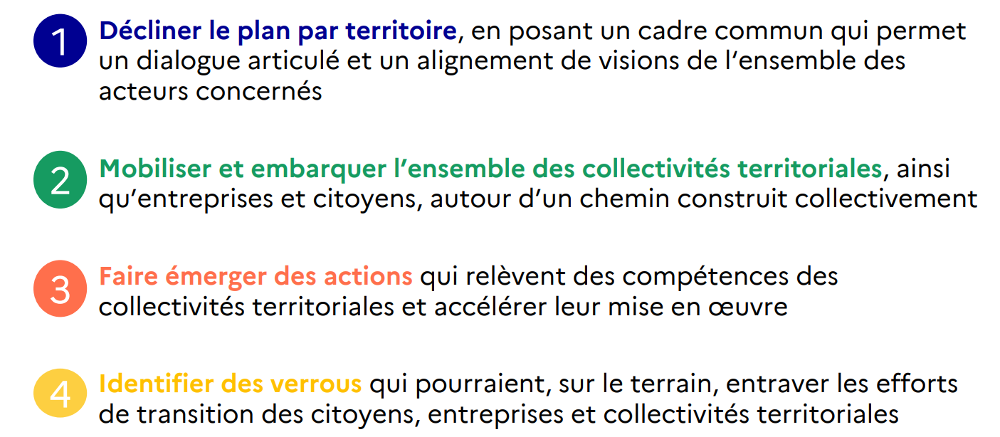 1 Décliner le plan par territoire, en posant un cadre commun qui permet
un dialogue articulé et un alignement de visions de l‘ensemble des
acteurs concernés
2 Mobiliser et embarquer l’ensemble des collectivités territoriales, ainsi
qu’entreprises et citoyens, autour d’un chemin construit collectivement
3 Faire émerger des actions qui relèvent des compétences des
collectivités territoriales et accélérer leur mise en œuvre
4 Identifier des verrous qui pourraient, sur le terrain, entraver les efforts
de transition des citoyens, entreprises et collectivités territoriales